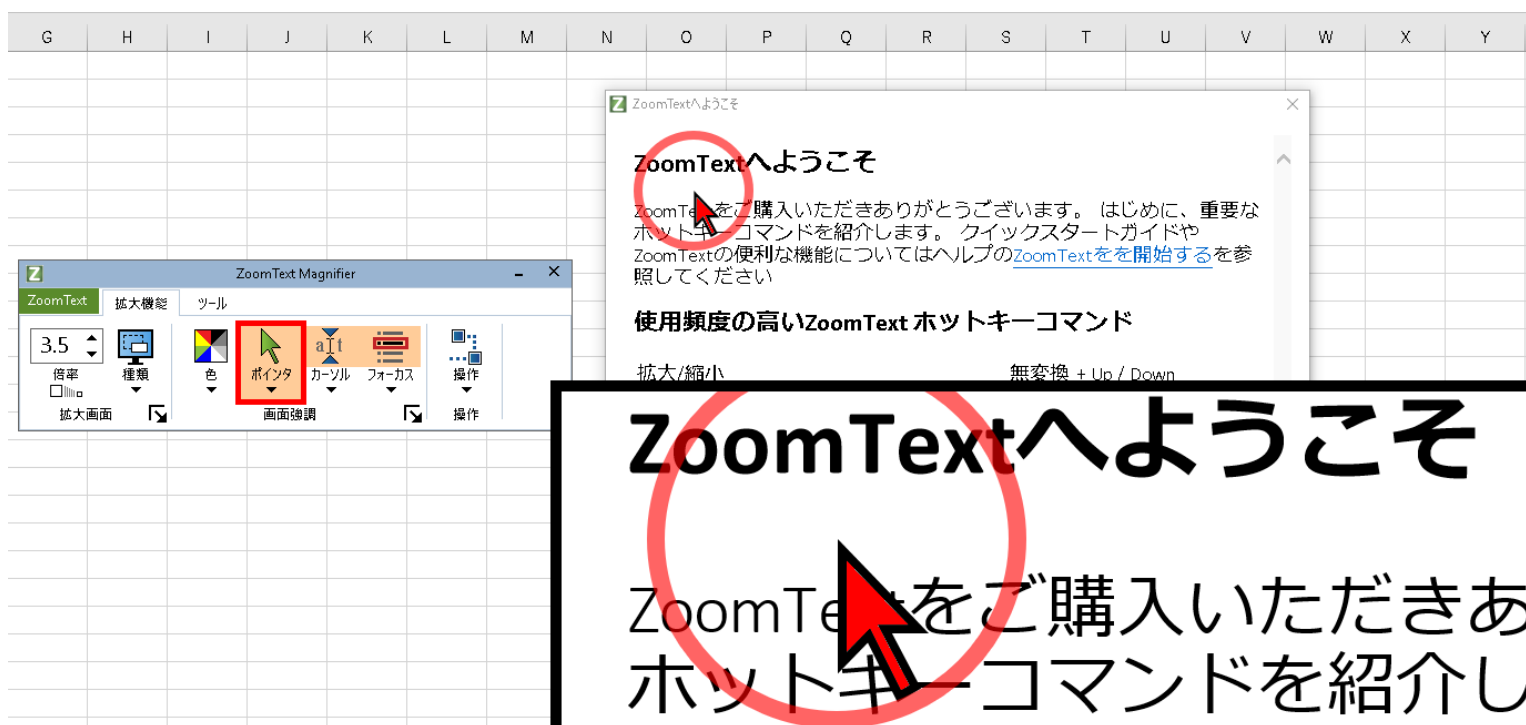 G H I J K L M N O P Q R S T U V W X Y
ZoomTextへようこそ
ZoomTextへようこそ
ZoomTe をご購入いただきありがとうございます。 はじめに、重要な
ホットキーコマンドを紹介します。 クイックスタートガイドや
ZoomTextの便利な機能についてはヘルプのZoomTextをを開始するを参
照してください
使用頻度の高いZoomText ホットキーコマンド
拡大/縮小 無変換 + Up / Down
ZoomText Magnifier
ZoomText 拡大機能 ツール
3.5
倍率 種類 色 ポインタ カーソル フォーカス 操作
aIt
拡大画面 画面強調 操作
ZoomTextへようこそ
ZoomTe をご購入いただきあ
ホットキーコマンドを紹介し